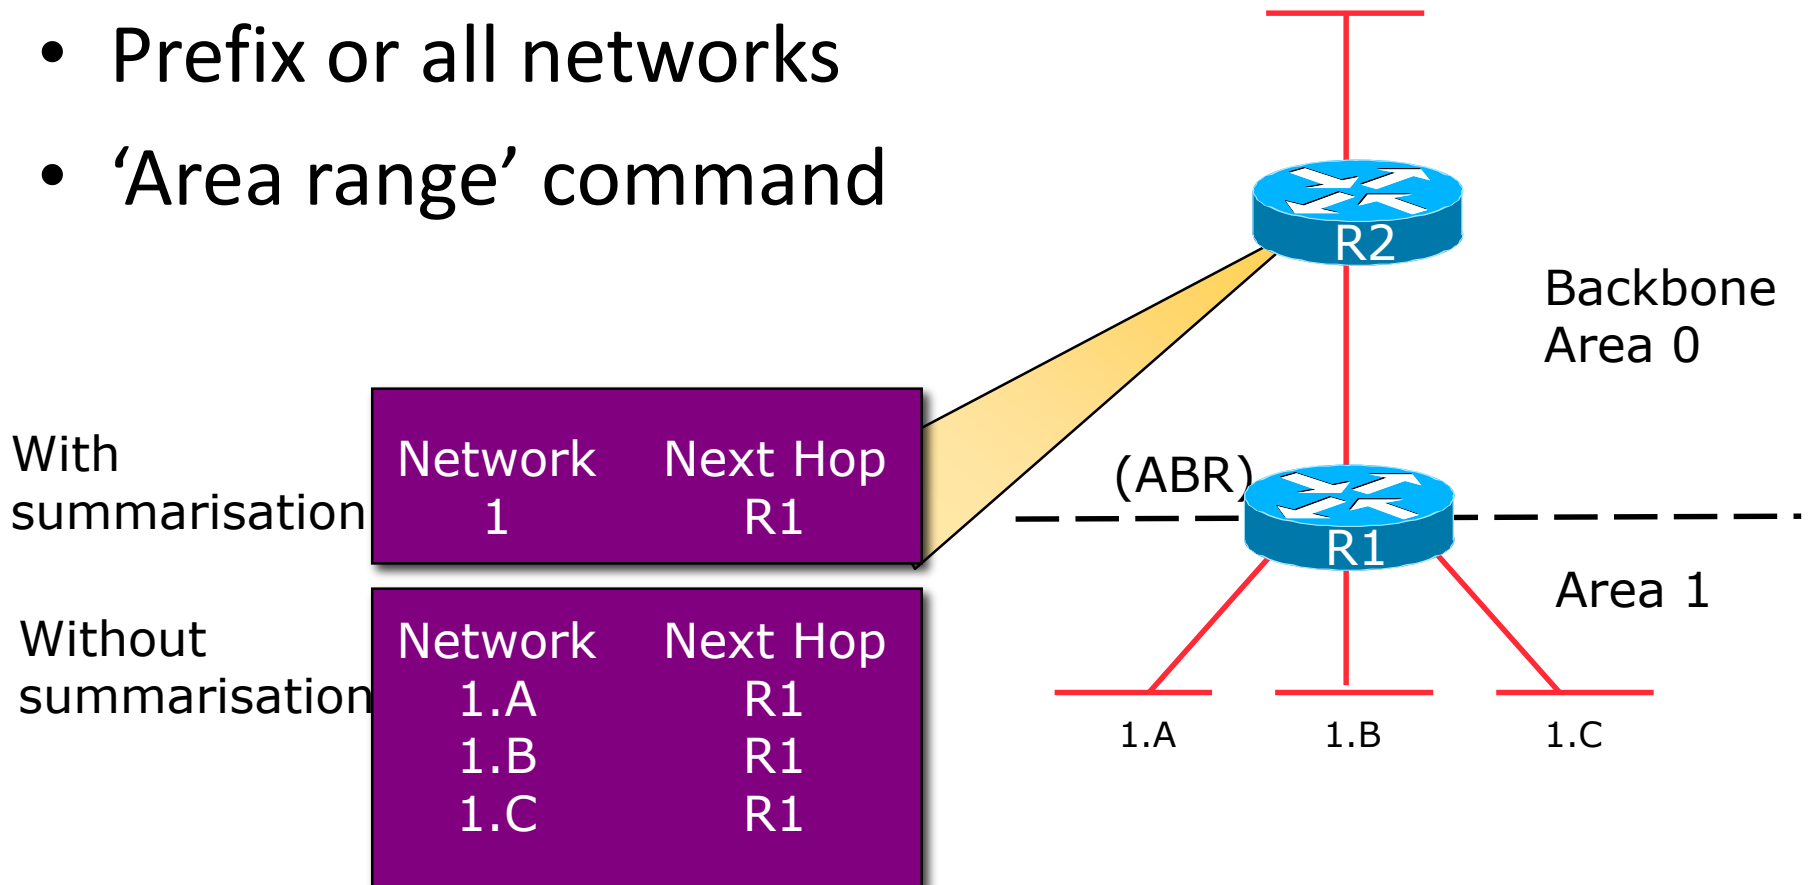 • Prefix or all networks
• ‘Area range’ command
R2
Backbone
Area 0
With
summarisation
Network Next Hop
1 R1
(ABR)
R1
Area 1
Without
summarisation
Network Next Hop
1.A R1
1.B R1
1.C R1
1.A 1.B 1.C